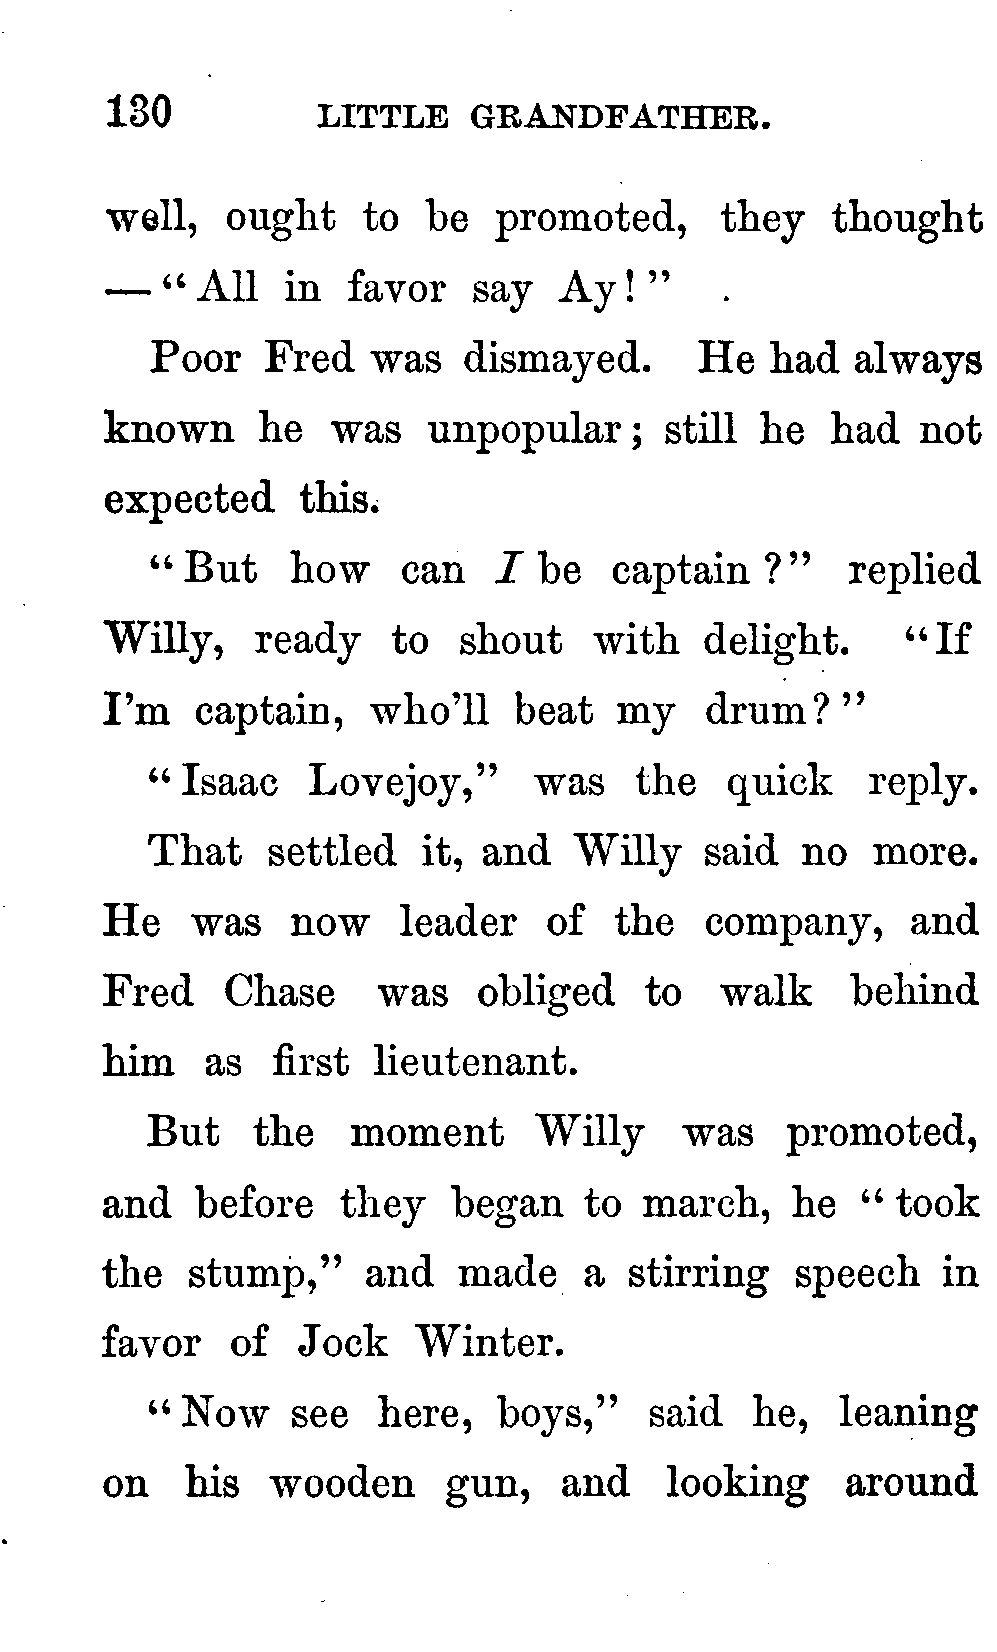 130 LITTLE GRANDFATHER.
well, ought to be promoted, they thought
— “All in favor say Ay!”
Poor Fred was dismayed. He had always
known he was unpopular; still he had not
expected this.
“But how can I be captain?” replied
Willy, ready to shout with delight. “If
I’m captain, who’ll beat my drum?”
“Isaac Lovejoy,” was the quick reply.
That settled it, and Willy said no more.
He was now leader of the company, and
Fred Chase was obliged to walk behind
him as first lieutenant.
But the moment Willy was promoted,
and before they began to march, he “took
the stump,” and made a stirring speech in
favor of Jock Winter.
“Now see here, boys,” said he, leaning
on his wooden gun, and looking around